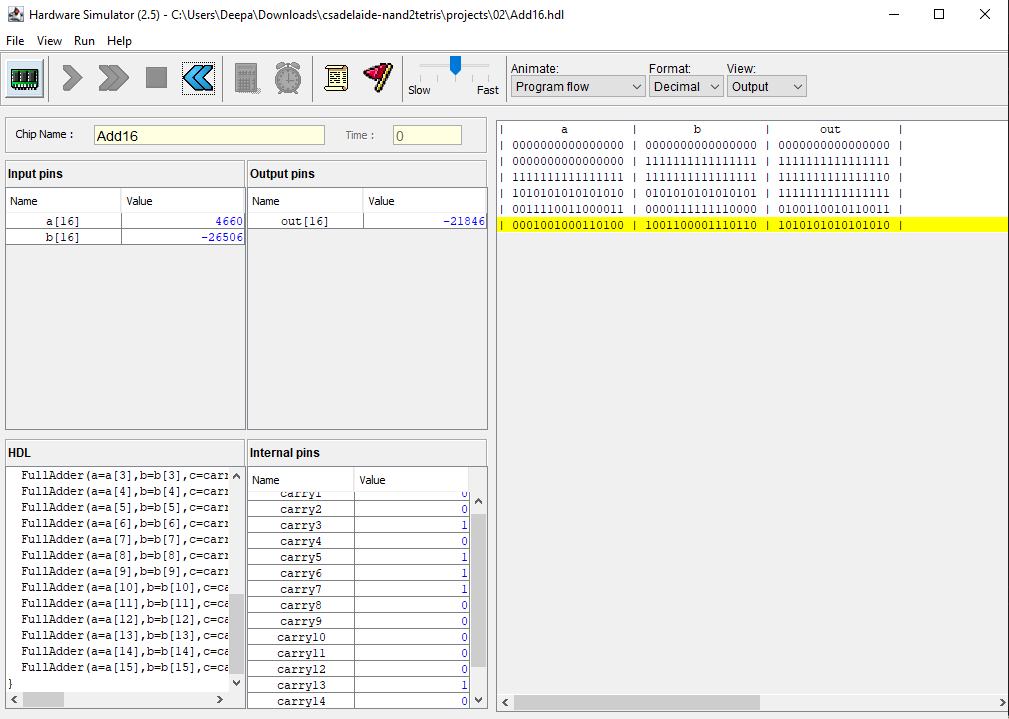 Hardware Simulator (2.5) - C:\Users\Deepa\Downloads\csadelaide-nand2tetris\projects\02\Add16.hdl
File View Run Help
Slow Fast
Animate: Format: View:
Program flow Decimal Output
Chip Name : Add16 Time : 0
Input pins
Name Value
a[16] 4660
b[16] -26506
Output pins
Name Value
out[16] -21846
HDL
FullAdder(a=a[3],b=b[3],c=carr
FullAdder(a=a[4],b=b[4],c=carr
FullAdder(a=a[5],b=b[5],c=carr
FullAdder(a=a[6],b=b[6],c=carr
FullAdder(a=a[7],b=b[7],c=carr
FullAdder(a=a[8],b=b[8],c=carr
FullAdder(a=a[9],b=b[9],c=carr
FullAdder(a=a[10],b=b[10],c=ca
FullAdder(a=a[11],b=b[11],c=ca
FullAdder(a=a[12],b=b[12],c=ca
FullAdder(a=a[13],b=b[13],c=ca
FullAdder(a=a[14],b=b[14],c=ca
FullAdder(a=a[15],b=b[15],c=ca
}
Internal pins
Name Value
carry1 0
carry2 0
carry3 1
carry4 0
carry5 1
carry6 1
carry7 1
carry8 0
carry9 0
carry10 0
carry11 0
carry12 0
carry13 1
carry14 0
| a | b | out |
| 0000000000000000 | 0000000000000000 | 0000000000000000 |
| 0000000000000000 | 1111111111111111 | 1111111111111111 |
| 1111111111111111 | 1111111111111111 | 1111111111111110 |
| 1010101010101010 | 0101010101010101 | 1111111111111111 |
| 0011110011000011 | 0000111111110000 | 0100110010110011 |
| 0001001000110100 | 1001100001110110 | 1010101010101010 |